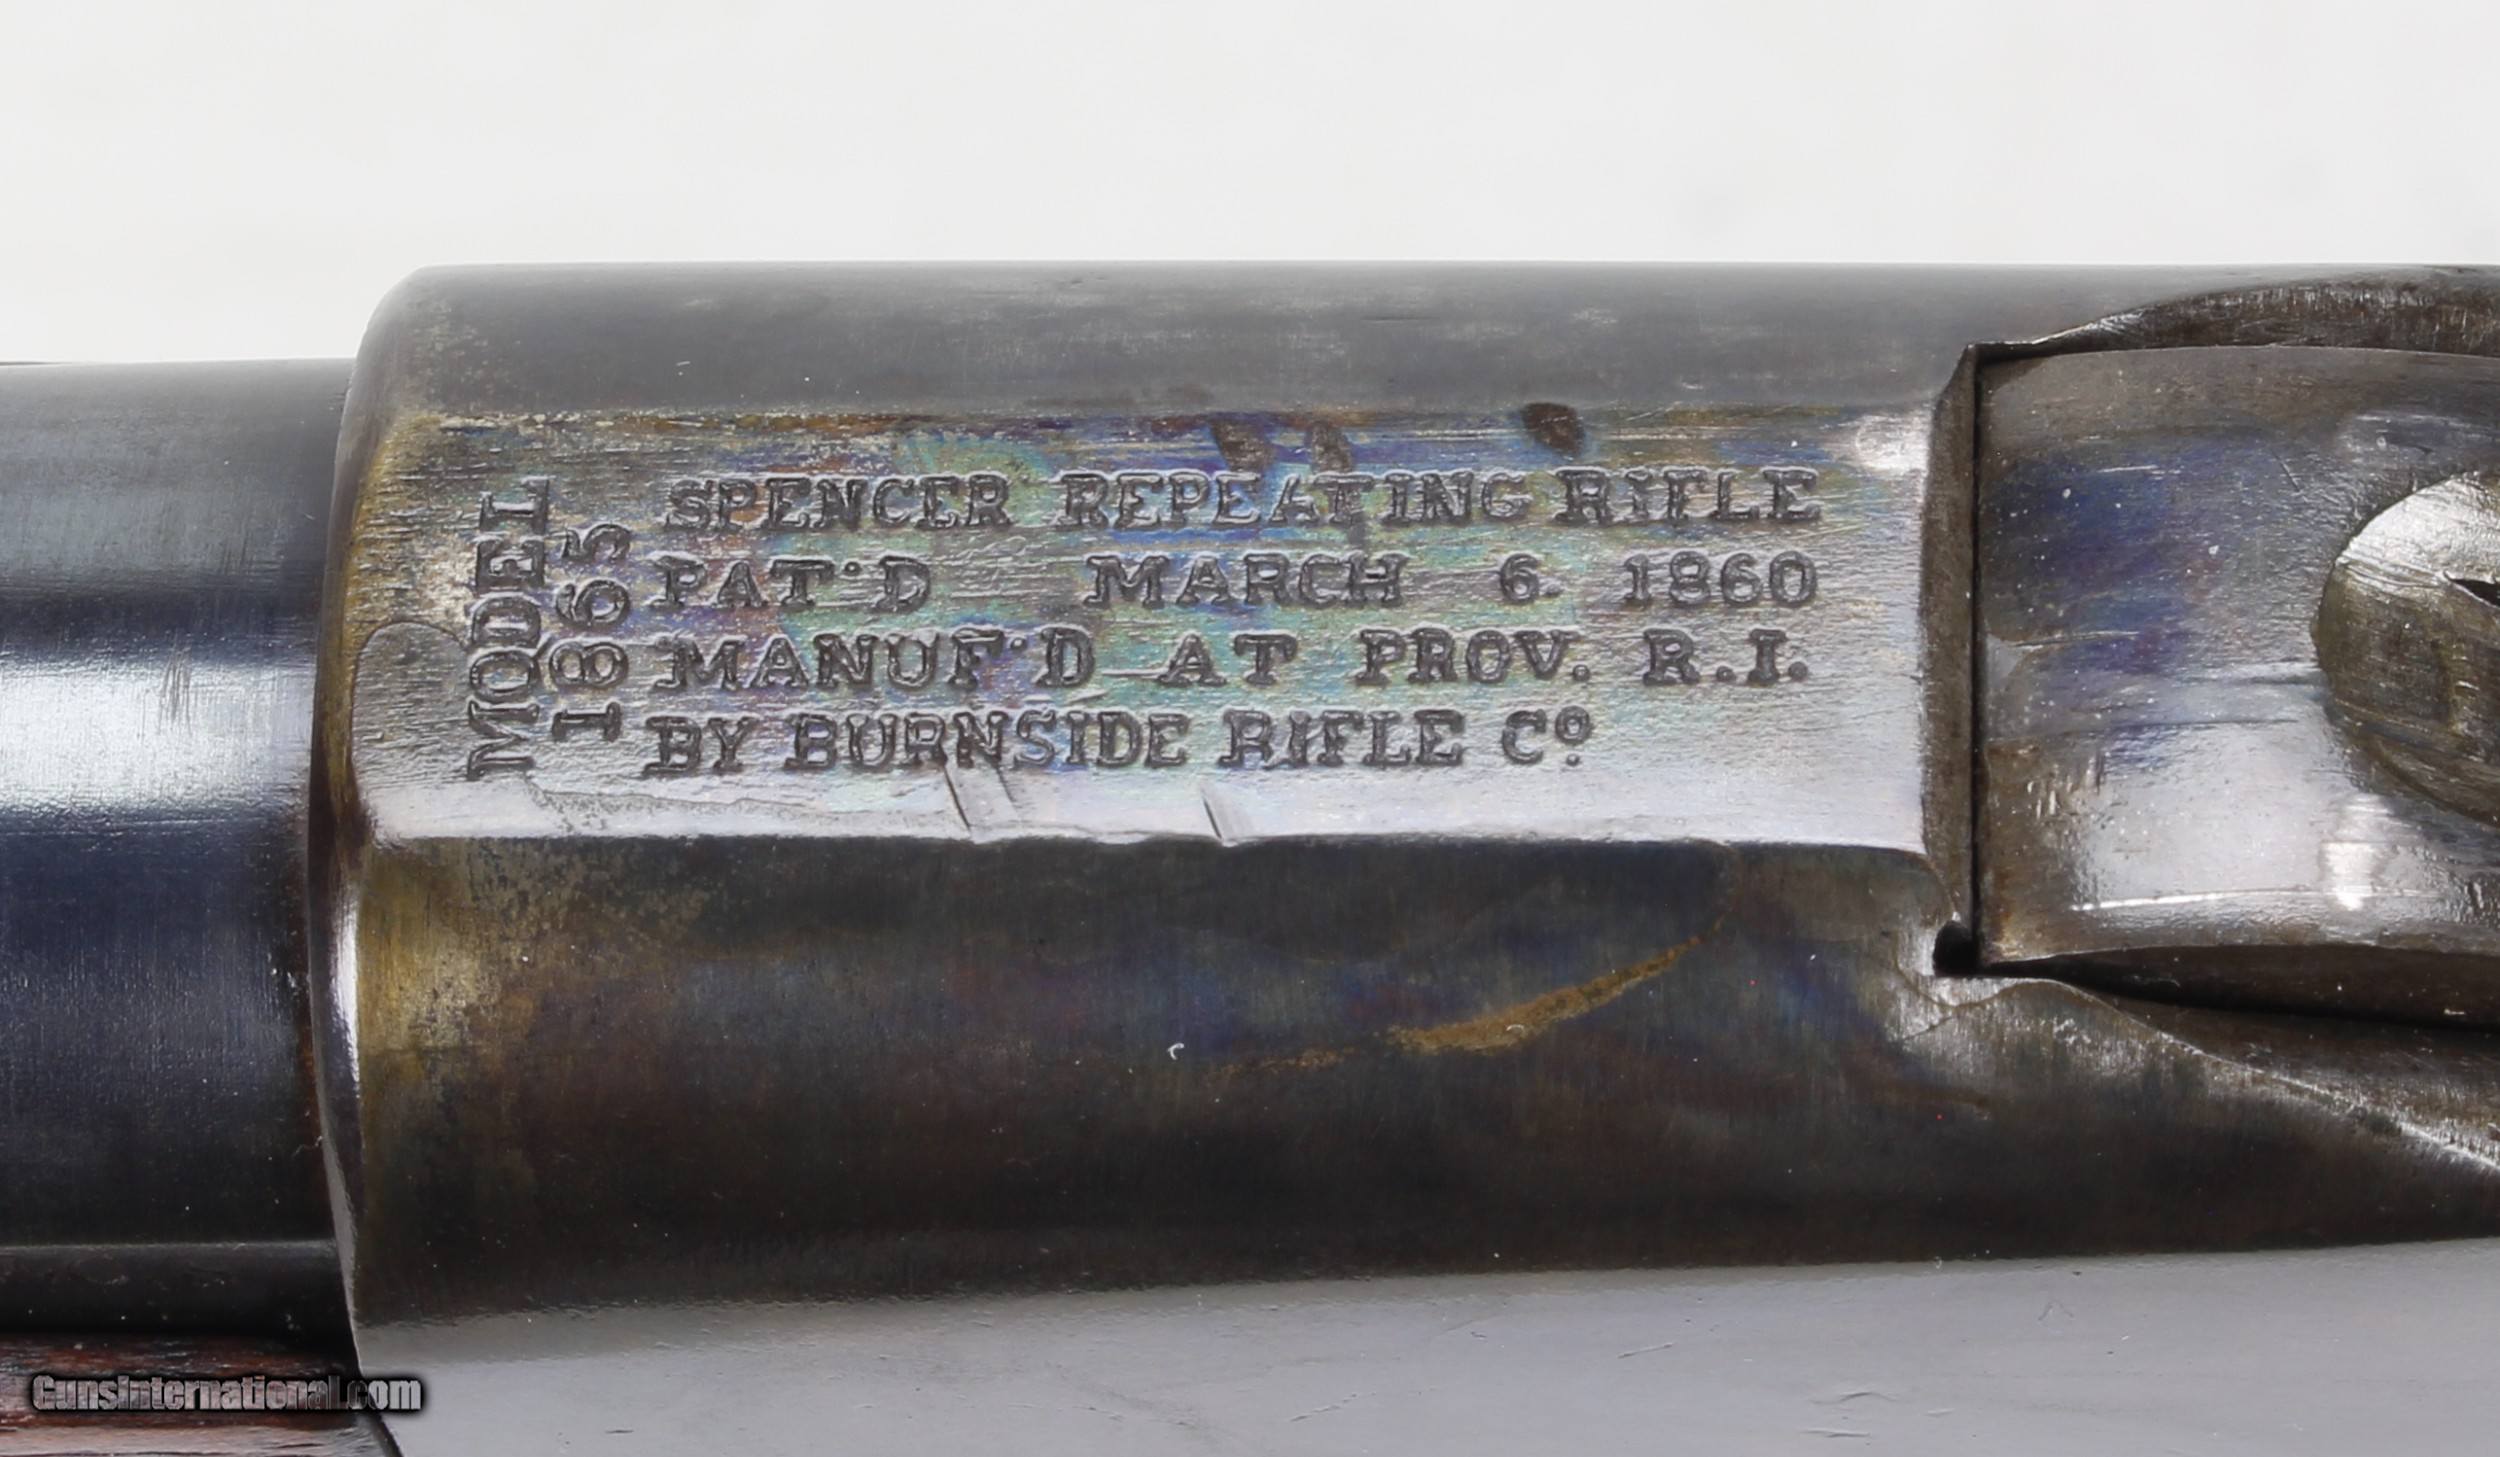 MODEL
1865
SPENCER REPEATING RIFLE
PAT'D MARCH 6. 1860
MANUF'D AT PROV. R.I.
BY BURNSIDE RIFLE Cº
GunsInternational.com